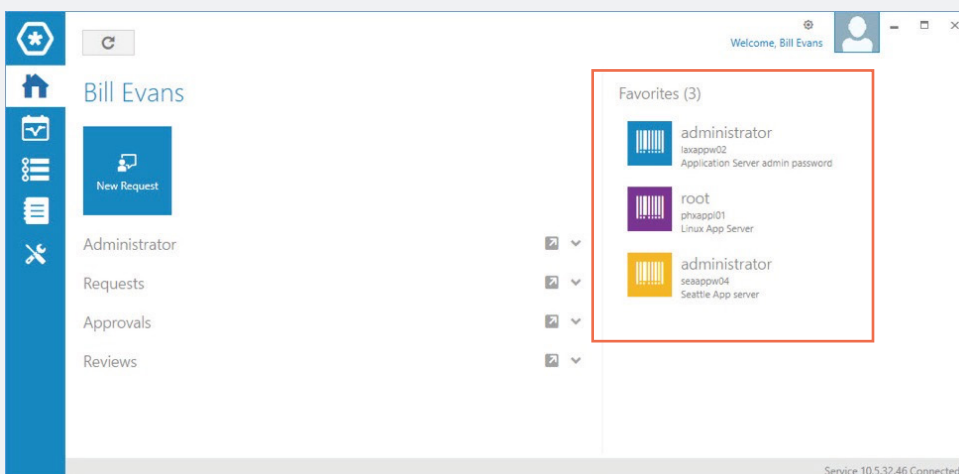 Welcome, Bill Evans
Bill Evans
New Request
Administrator
Requests
Approvals
Reviews
Favorites (3)
administrator
laxappw02
Application Server admin password
root
phxappl01
Linux App Server
administrator
seaappw04
Seattle App server
Service 10.5.32.46 Connected